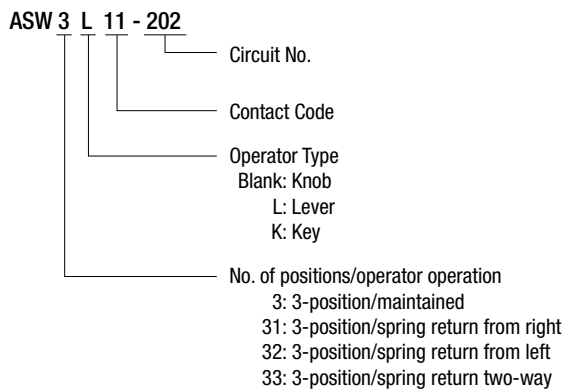 ASW 3 L 11 - 202
Circuit No.
Contact Code
Operator Type
Blank: Knob
L: Lever
K: Key
No. of positions/operator operation
3: 3-position/maintained
31: 3-position/spring return from right
32: 3-position/spring return from left
33: 3-position/spring return two-way